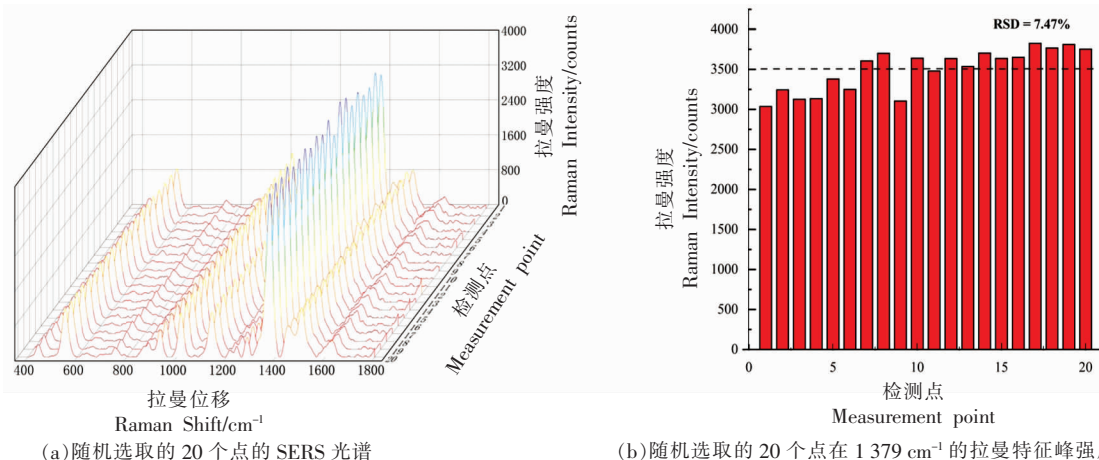 4000
3200
2400
1600
800
0
拉曼强度
Raman Intensity/counts
检测点
Measurement point
400 600 800 1000 1200 1400 1600 1800
拉曼位移
Raman Shift/cm⁻¹
(a)随机选取的 20 个点的 SERS 光谱
RSD = 7.47%
4000
3500
3000
2500
2000
1500
1000
500
0
拉曼强度
Raman Intensity/counts
0 5 10 15 20
检测点
Measurement point
(b)随机选取的 20 个点在 1 379 cm⁻¹ 的拉曼特征峰强